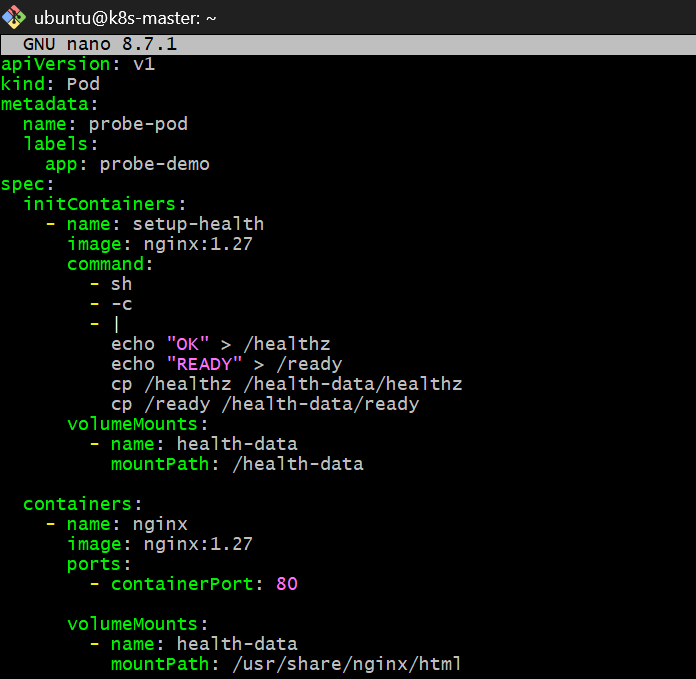 ubuntu@k8s-master: ~
GNU nano 8.7.1
apiVersion: v1
kind: Pod
metadata:
  name: probe-pod
  labels:
    app: probe-demo
spec:
  initContainers:
    - name: setup-health
      image: nginx:1.27
      command:
        - sh
        - -c
        - |
          echo "OK" > /healthz
          echo "READY" > /ready
          cp /healthz /health-data/healthz
          cp /ready /health-data/ready
      volumeMounts:
        - name: health-data
          mountPath: /health-data

  containers:
    - name: nginx
      image: nginx:1.27
      ports:
        - containerPort: 80

      volumeMounts:
        - name: health-data
          mountPath: /usr/share/nginx/html